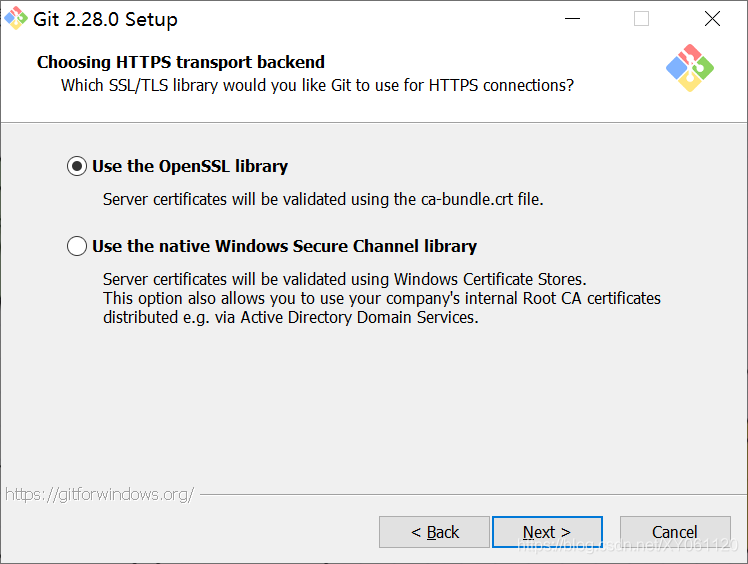 Git 2.28.0 Setup
Choosing HTTPS transport backend
Which SSL/TLS library would you like Git to use for HTTPS connections?
Use the OpenSSL library
Server certificates will be validated using the ca-bundle.crt file.
Use the native Windows Secure Channel library
Server certificates will be validated using Windows Certificate Stores.
This option also allows you to use your company's internal Root CA certificates
distributed e.g. via Active Directory Domain Services.
https://gitforwindows.org/
< Back
Next >
Cancel
https://blog.csdn.net/XY061120